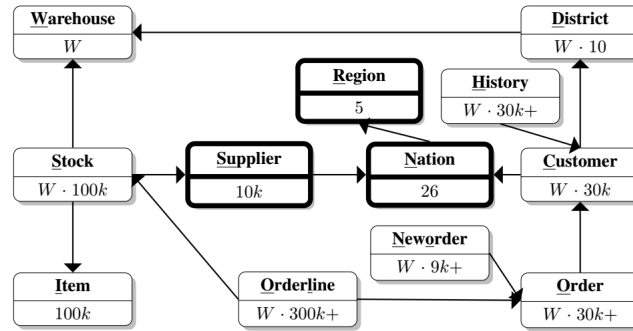 Warehouse
W
District
W · 10
Region
5
History
W · 30k+
Stock
W · 100k
Supplier
10k
Nation
26
Customer
W · 30k
Neworder
W · 9k+
Item
100k
Orderline
W · 300k+
Order
W · 30k+